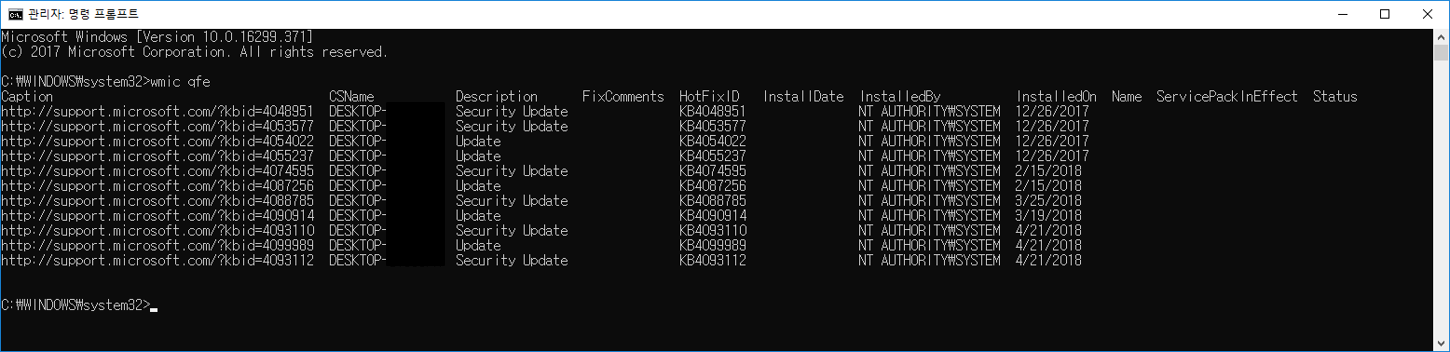 관리자: 명령 프롬프트
Microsoft Windows [Version 10.0.16299.371]
(c) 2017 Microsoft Corporation. All rights reserved.
C:₩WINDOWS₩system32>wmic qfe
Caption CSName Description FixComments HotFixID InstallDate InstalledBy InstalledOn Name ServicePackInEffect Status
http://support.microsoft.com/?kbid=4048951 DESKTOP- Security Update KB4048951 NT AUTHORITY₩SYSTEM 12/26/2017
http://support.microsoft.com/?kbid=4053577 DESKTOP- Security Update KB4053577 NT AUTHORITY₩SYSTEM 12/26/2017
http://support.microsoft.com/?kbid=4054022 DESKTOP- Update KB4054022 NT AUTHORITY₩SYSTEM 12/26/2017
http://support.microsoft.com/?kbid=4055237 DESKTOP- Update KB4055237 NT AUTHORITY₩SYSTEM 12/26/2017
http://support.microsoft.com/?kbid=4074595 DESKTOP- Security Update KB4074595 NT AUTHORITY₩SYSTEM 2/15/2018
http://support.microsoft.com/?kbid=4087256 DESKTOP- Update KB4087256 NT AUTHORITY₩SYSTEM 2/15/2018
http://support.microsoft.com/?kbid=4088785 DESKTOP- Security Update KB4088785 NT AUTHORITY₩SYSTEM 3/25/2018
http://support.microsoft.com/?kbid=4090914 DESKTOP- Update KB4090914 NT AUTHORITY₩SYSTEM 3/19/2018
http://support.microsoft.com/?kbid=4093110 DESKTOP- Security Update KB4093110 NT AUTHORITY₩SYSTEM 4/21/2018
http://support.microsoft.com/?kbid=4099989 DESKTOP- Update KB4099989 NT AUTHORITY₩SYSTEM 4/21/2018
http://support.microsoft.com/?kbid=4093112 DESKTOP- Security Update KB4093112 NT AUTHORITY₩SYSTEM 4/21/2018
C:₩WINDOWS₩system32>